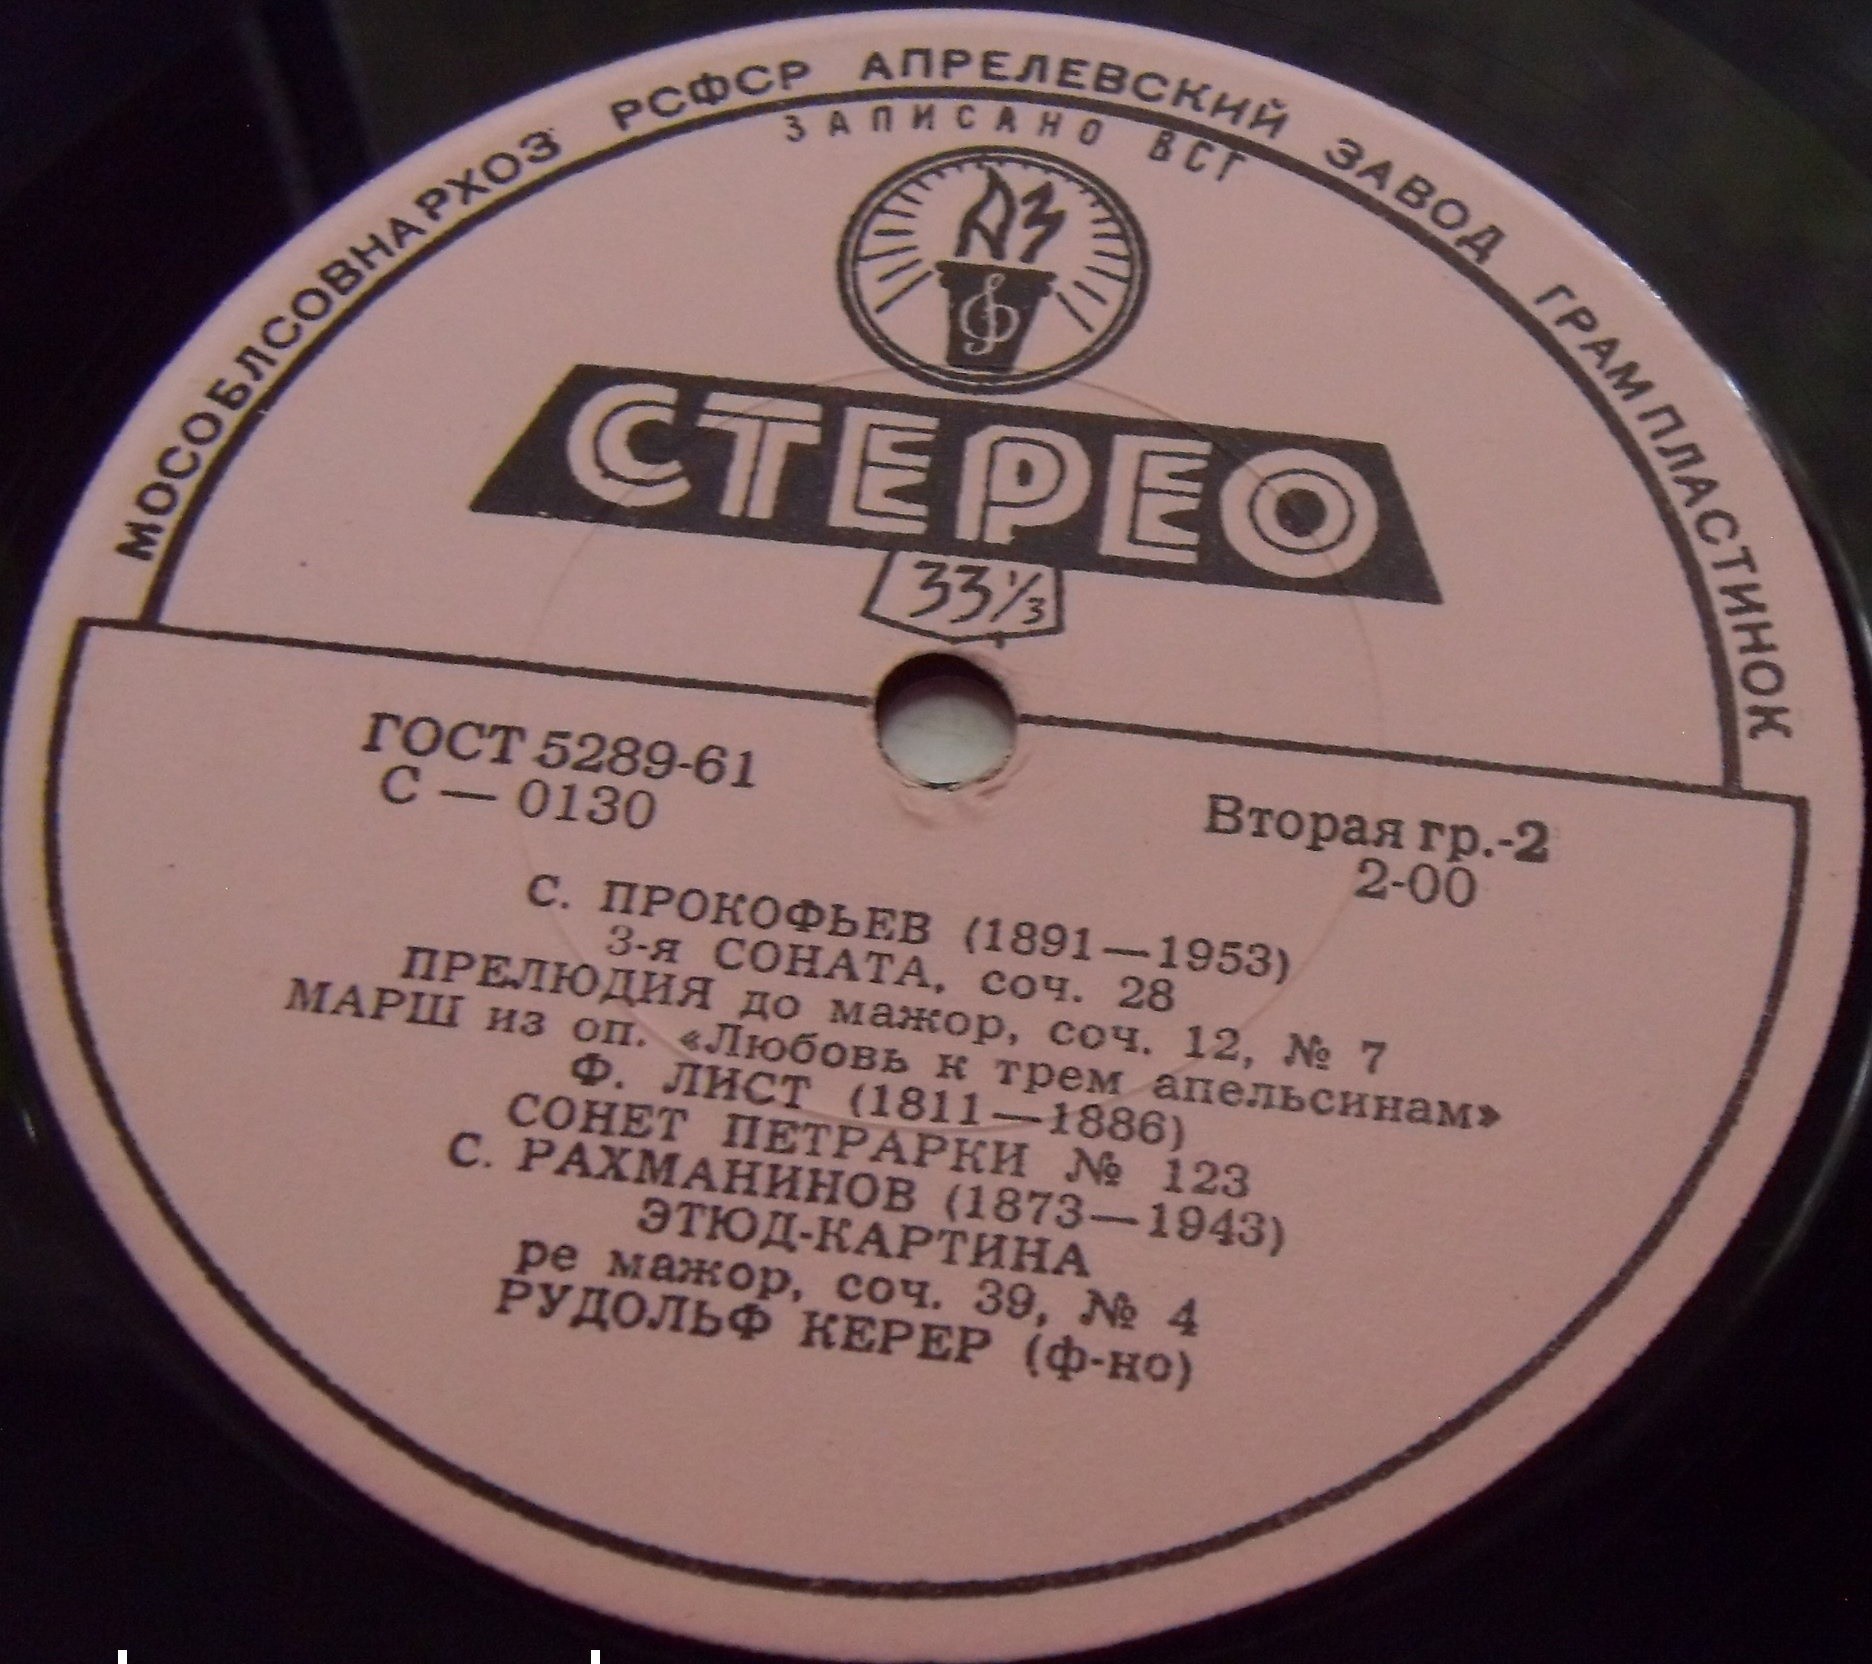 МОСОБЛСОВНАРХОЗ РСФСР АПРЕЛЕВСКИЙ ЗАВОД ГРАМПЛАСТИНОК
ЗАПИСАНО ВСГ
АЗ
СТЕРЕО
33 1/3
ГОСТ 5289-61
С — 0130
Вторая гр.-2
2-00
С. ПРОКОФЬЕВ (1891—1953)
3-я СОНАТА, соч. 28
ПРЕЛЮДИЯ до мажор, соч. 12, № 7
МАРШ из оп. «Любовь к трем апельсинам»
Ф. ЛИСТ (1811—1886)
СОНЕТ ПЕТРАРКИ № 123
С. РАХМАНИНОВ (1873—1943)
ЭТЮД-КАРТИНА
ре мажор, соч. 39, № 4
РУДОЛЬФ КЕРЕР (ф-но)